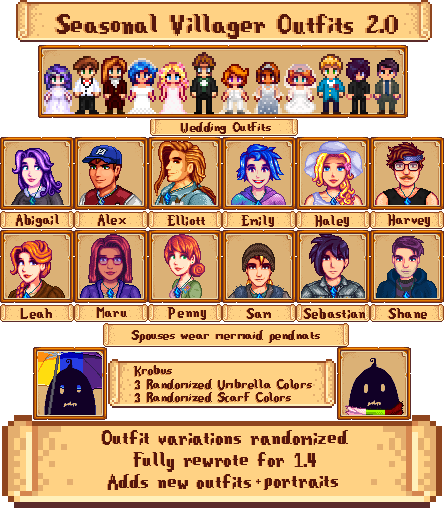 Seasonal Villager Outfits 2.0
Wedding Outfits
Abigail
Alex
Elliott
Emily
Haley
Harvey
Leah
Maru
Penny
Sam
Sebastian
Shane
Spouses wear mermaid pendnats
Krobus
3 Randomized Umbrella Colors
3 Randomized Scarf Colors
Outfit variations randomized
Fully rewrote for 1.4
Adds new outfits+portraits